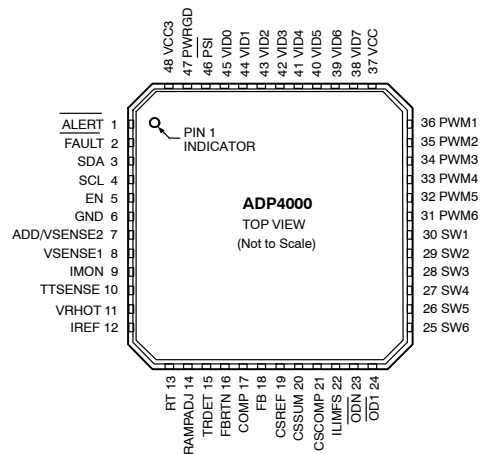 48 VCC3
47 PWRGD
46 PSI
45 VID0
44 VID1
43 VID2
42 VID3
41 VID4
40 VID5
39 VID6
38 VID7
37 VCC
ALERT 1
FAULT 2
SDA 3
SCL 4
EN 5
GND 6
ADD/VSENSE2 7
VSENSE1 8
IMON 9
TTSENSE 10
VRHOT 11
IREF 12
PIN 1
INDICATOR
ADP4000
TOP VIEW
(Not to Scale)
36 PWM1
35 PWM2
34 PWM3
33 PWM4
32 PWM5
31 PWM6
30 SW1
29 SW2
28 SW3
27 SW4
26 SW5
25 SW6
RT 13
RAMPADJ 14
TRDET 15
FBRTN 16
COMP 17
FB 18
CSREF 19
CSSUM 20
CSCOMP 21
ILIMFS 22
ODN 23
OD1 24